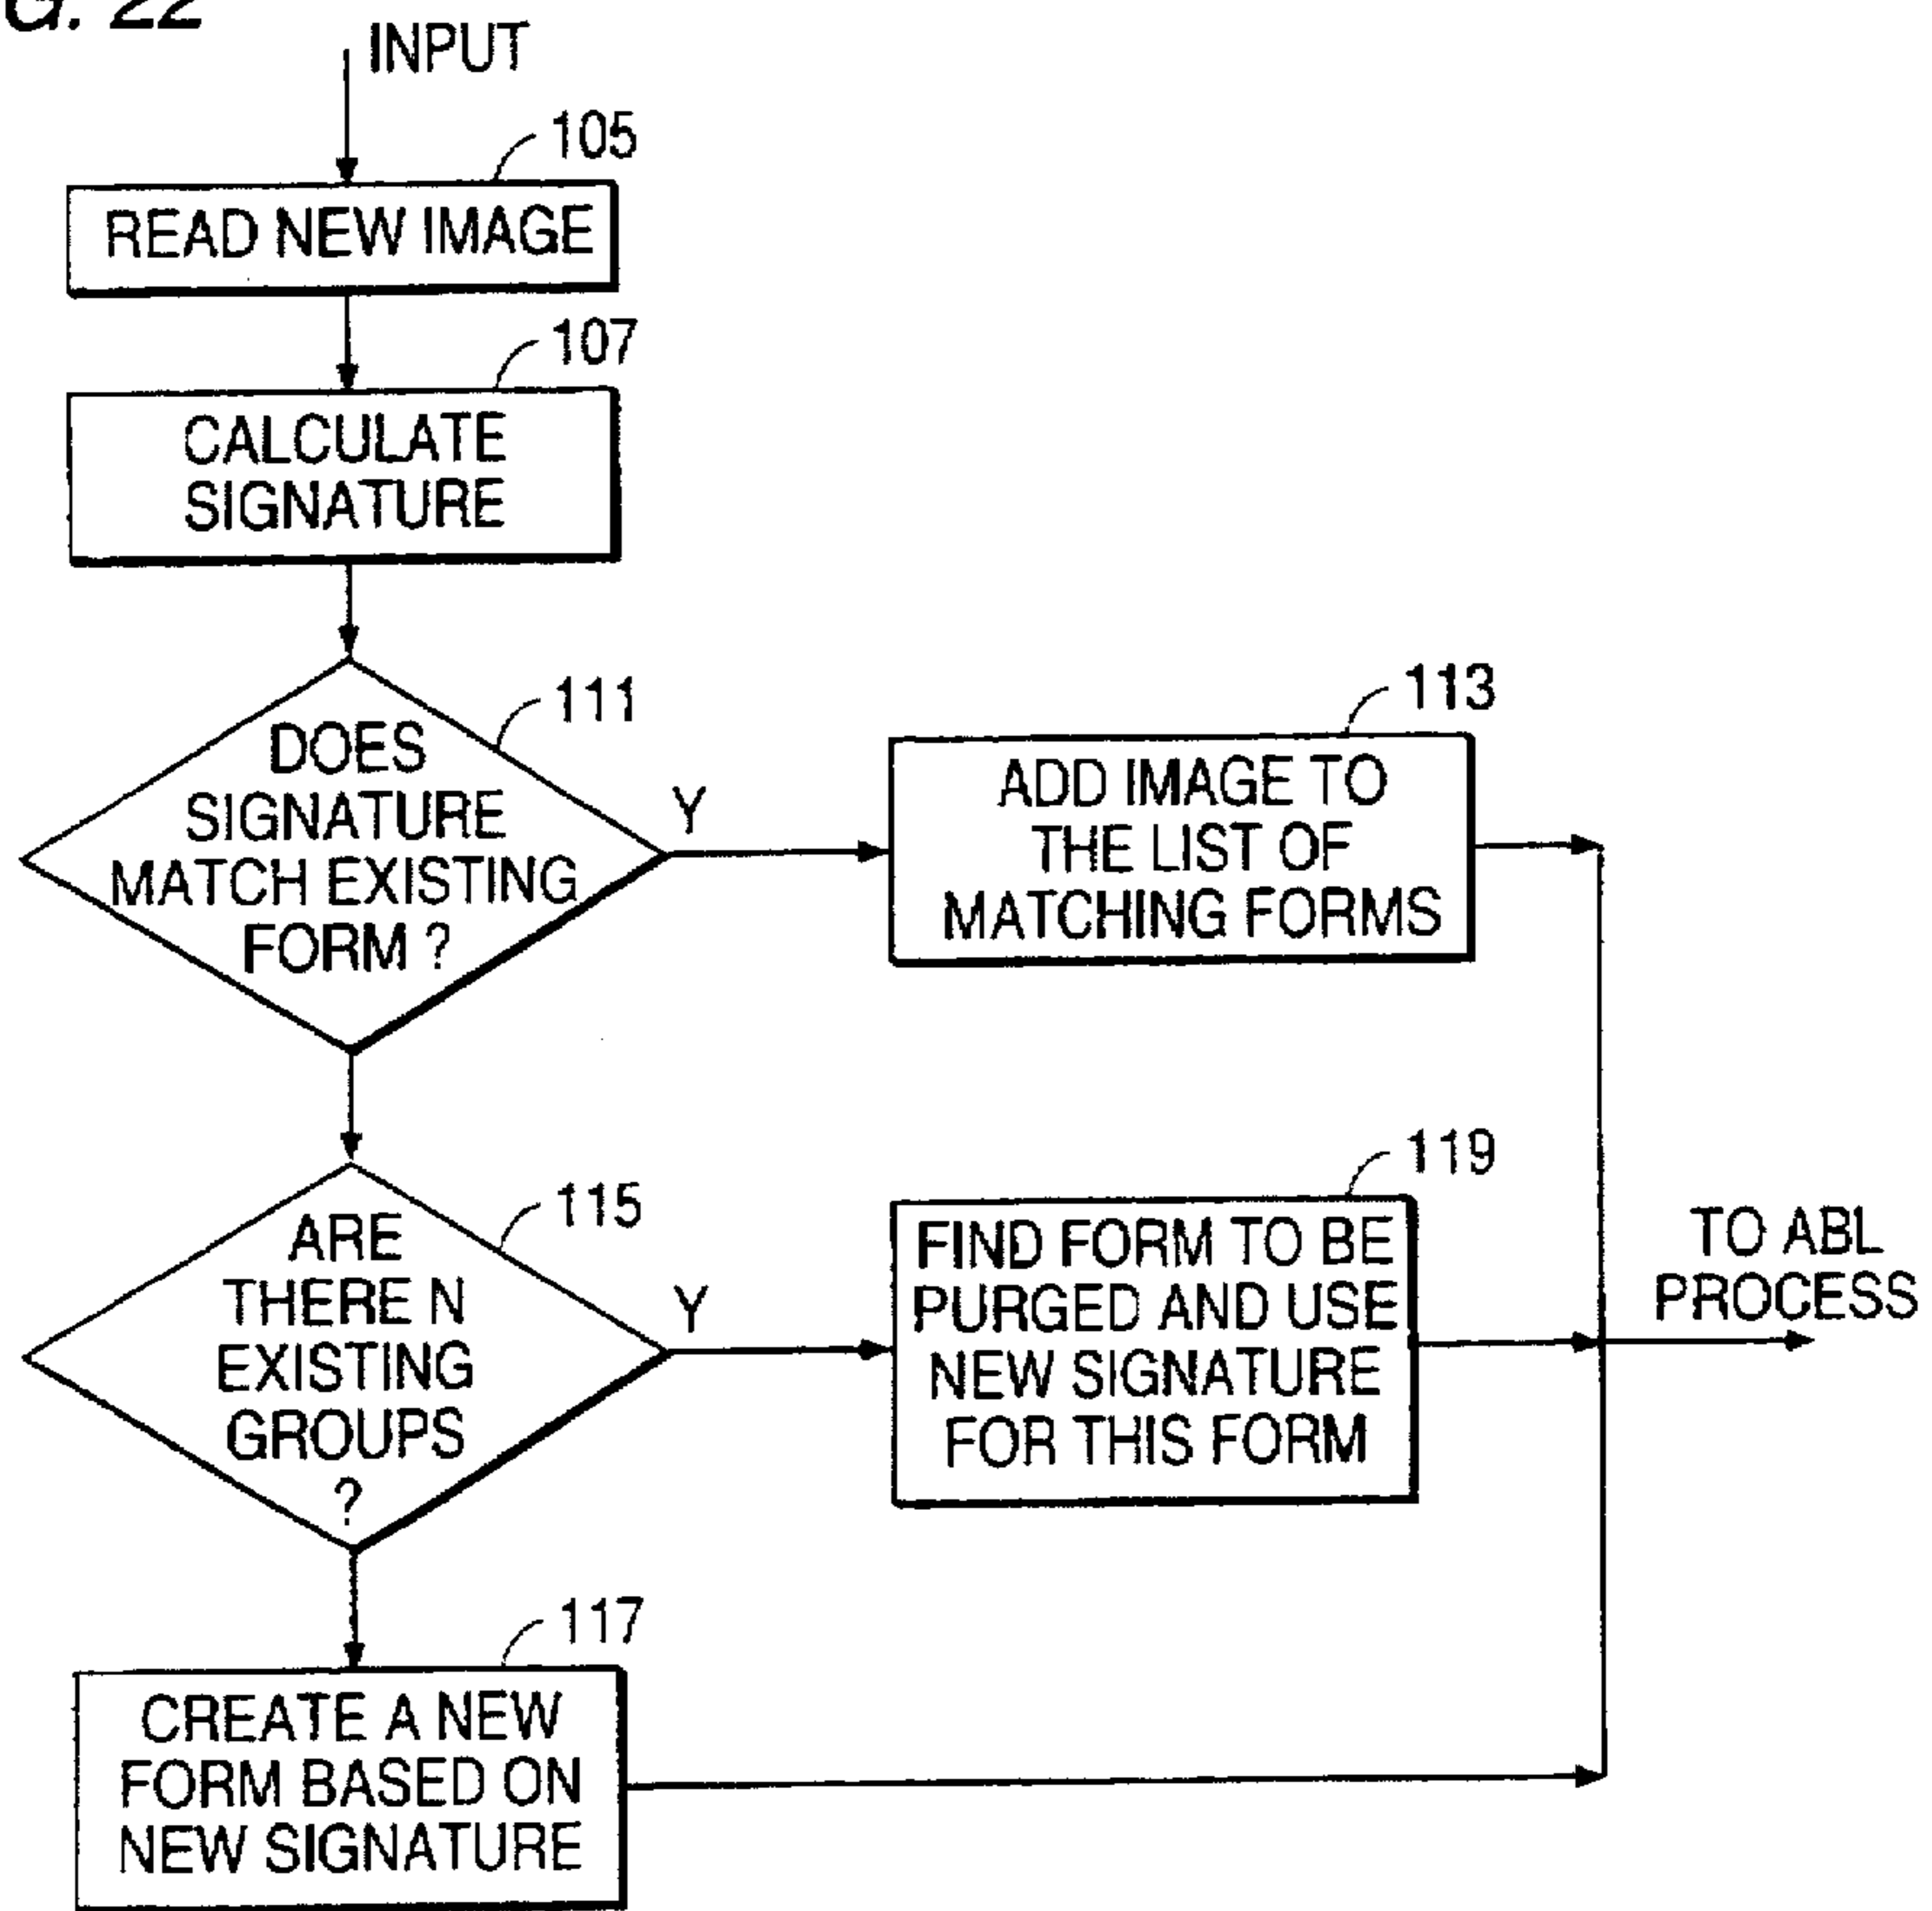 G. 22
INPUT
105
READ NEW IMAGE
107
CALCULATE
SIGNATURE
111
DOES
SIGNATURE
MATCH EXISTING
FORM ?
Y
113
ADD IMAGE TO
THE LIST OF
MATCHING FORMS
115
ARE
THERE N
EXISTING
GROUPS
?
Y
119
FIND FORM TO BE
PURGED AND USE
NEW SIGNATURE
FOR THIS FORM
TO ABL
PROCESS
117
CREATE A NEW
FORM BASED ON
NEW SIGNATURE